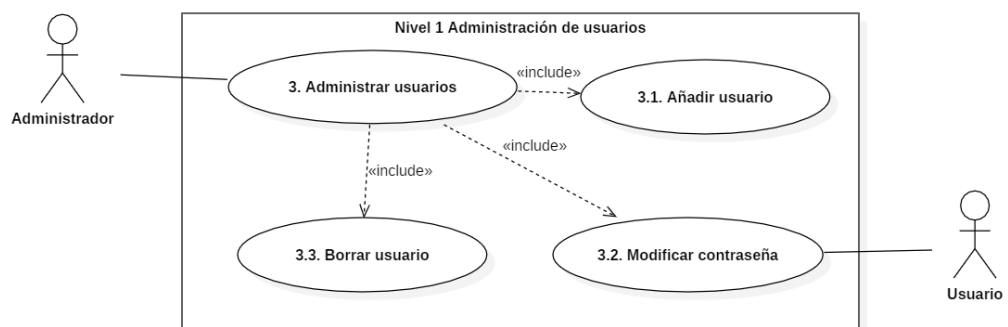 Nivel 1 Administración de usuarios
Administrador
3. Administrar usuarios
«include»
3.1. Añadir usuario
«include»
«include»
3.3. Borrar usuario
3.2. Modificar contraseña
Usuario